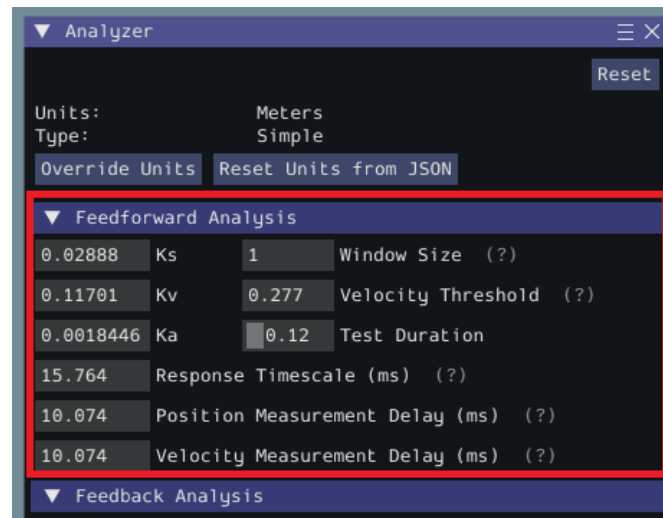 ▼ Analyzer
Reset
Units: Meters
Type: Simple
Override Units Reset Units from JSON
▼ Feedforward Analysis
0.02888 Ks 1 Window Size (?)
0.11701 Kv 0.277 Velocity Threshold (?)
0.0018446 Ka 0.12 Test Duration
15.764 Response Timescale (ms) (?)
10.074 Position Measurement Delay (ms) (?)
10.074 Velocity Measurement Delay (ms) (?)
▼ Feedback Analysis